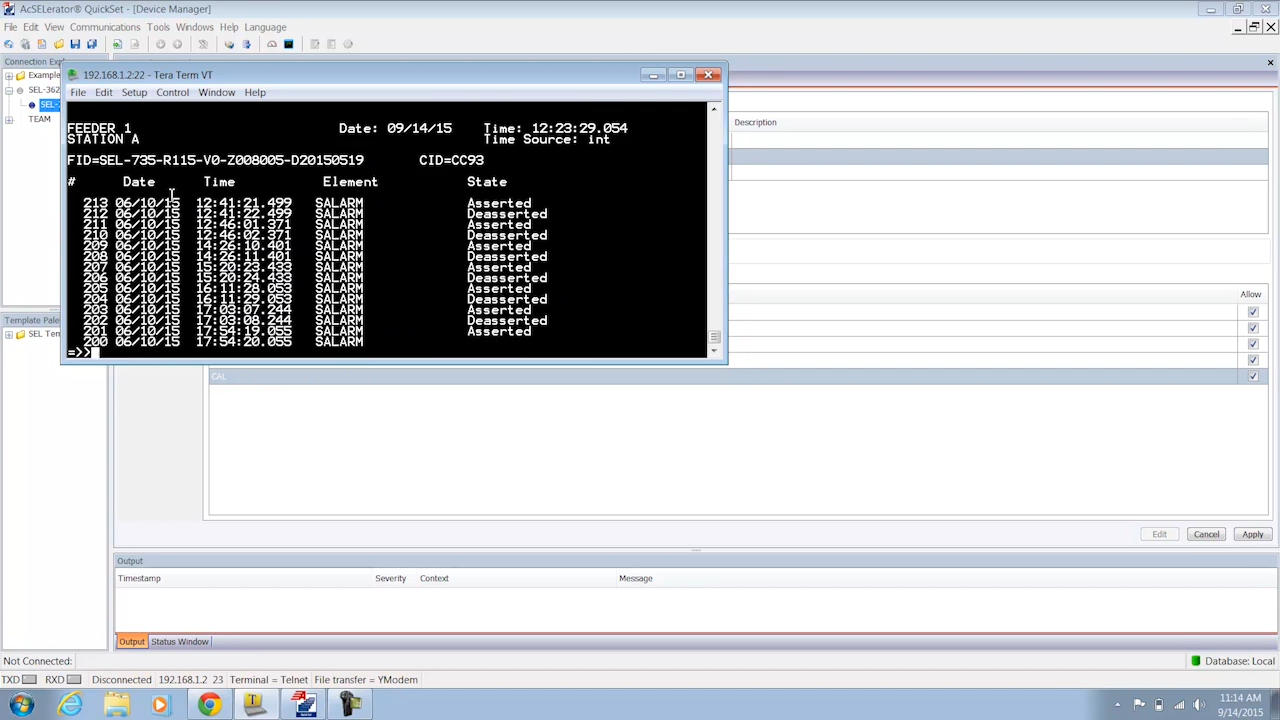 AcSELerator® QuickSet - [Device Manager]
File Edit View Communications Tools Windows Help Language
Connection Exp
Example
SEL-362
SEL-
TEAM
Template Pale
SEL Tem
192.168.1.2:22 - Tera Term VT
File Edit Setup Control Window Help
FEEDER 1 Date: 09/14/15 Time: 12:23:29.054
STATION A Time Source: int
FID=SEL-735-R115-V0-Z008005-D20150519 CID=CC93
# Date Time Element State
213 06/10/15 12:41:21.499 SALARM Asserted
212 06/10/15 12:41:22.499 SALARM Deasserted
211 06/10/15 12:46:01.371 SALARM Asserted
210 06/10/15 12:46:02.371 SALARM Deasserted
209 06/10/15 14:26:10.401 SALARM Asserted
208 06/10/15 14:26:11.401 SALARM Deasserted
207 06/10/15 15:20:23.433 SALARM Asserted
206 06/10/15 15:20:24.433 SALARM Deasserted
205 06/10/15 16:11:28.053 SALARM Asserted
204 06/10/15 16:11:29.053 SALARM Deasserted
203 06/10/15 17:03:07.244 SALARM Asserted
202 06/10/15 17:03:08.244 SALARM Deasserted
201 06/10/15 17:54:19.055 SALARM Asserted
200 06/10/15 17:54:20.055 SALARM
=>>
Description
Allow
CAL
Edit Cancel Apply
Output
Timestamp Severity Context Message
Output Status Window
Not Connected: Database: Local
TXD RXD Disconnected 192.168.1.2 23 Terminal = Telnet File transfer = YModem
11:14 AM
9/14/2015